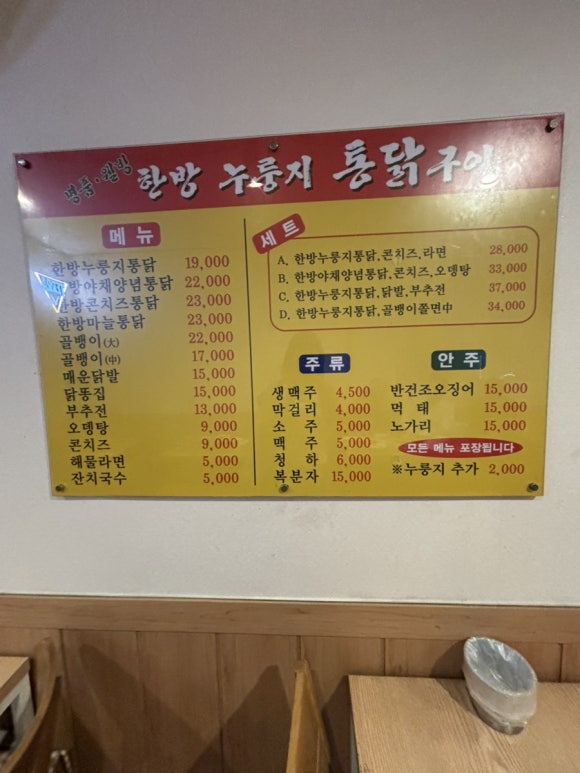 명품·웰빙 한방 누룽지 통닭구이
메뉴
한방누룽지통닭 19,000
한방야채양념통닭 22,000
한방콘치즈통닭 23,000
한방마늘통닭 23,000
골뱅이(大) 22,000
골뱅이(中) 17,000
매운닭발 15,000
닭똥집 15,000
부추전 13,000
오뎅탕 9,000
콘치즈 9,000
해물라면 5,000
잔치국수 5,000
세트
A. 한방누룽지통닭,콘치즈,라면 28,000
B. 한방야채양념통닭,콘치즈,오뎅탕 33,000
C. 한방누룽지통닭,닭발,부추전 37,000
D. 한방누룽지통닭,골뱅이쫄면中 34,000
주류
생맥주 4,500
막걸리 4,000
소주 5,000
맥주 5,000
청하 6,000
복분자 15,000
안주
반건조오징어 15,000
먹태 15,000
노가리 15,000
모든 메뉴 포장됩니다
※누룽지 추가 2,000